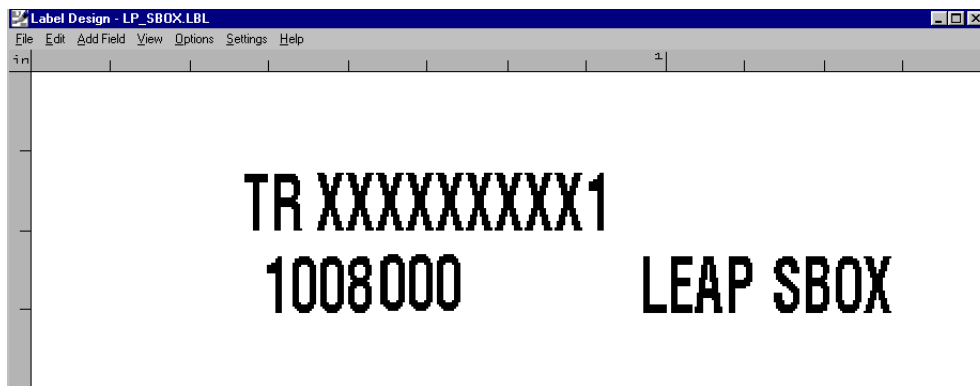 Label Design - LP_SBOX.LBL
File Edit Add Field View Options Settings Help
in 1
TR XXXXXXXXX1
1008000 LEAP SBOX